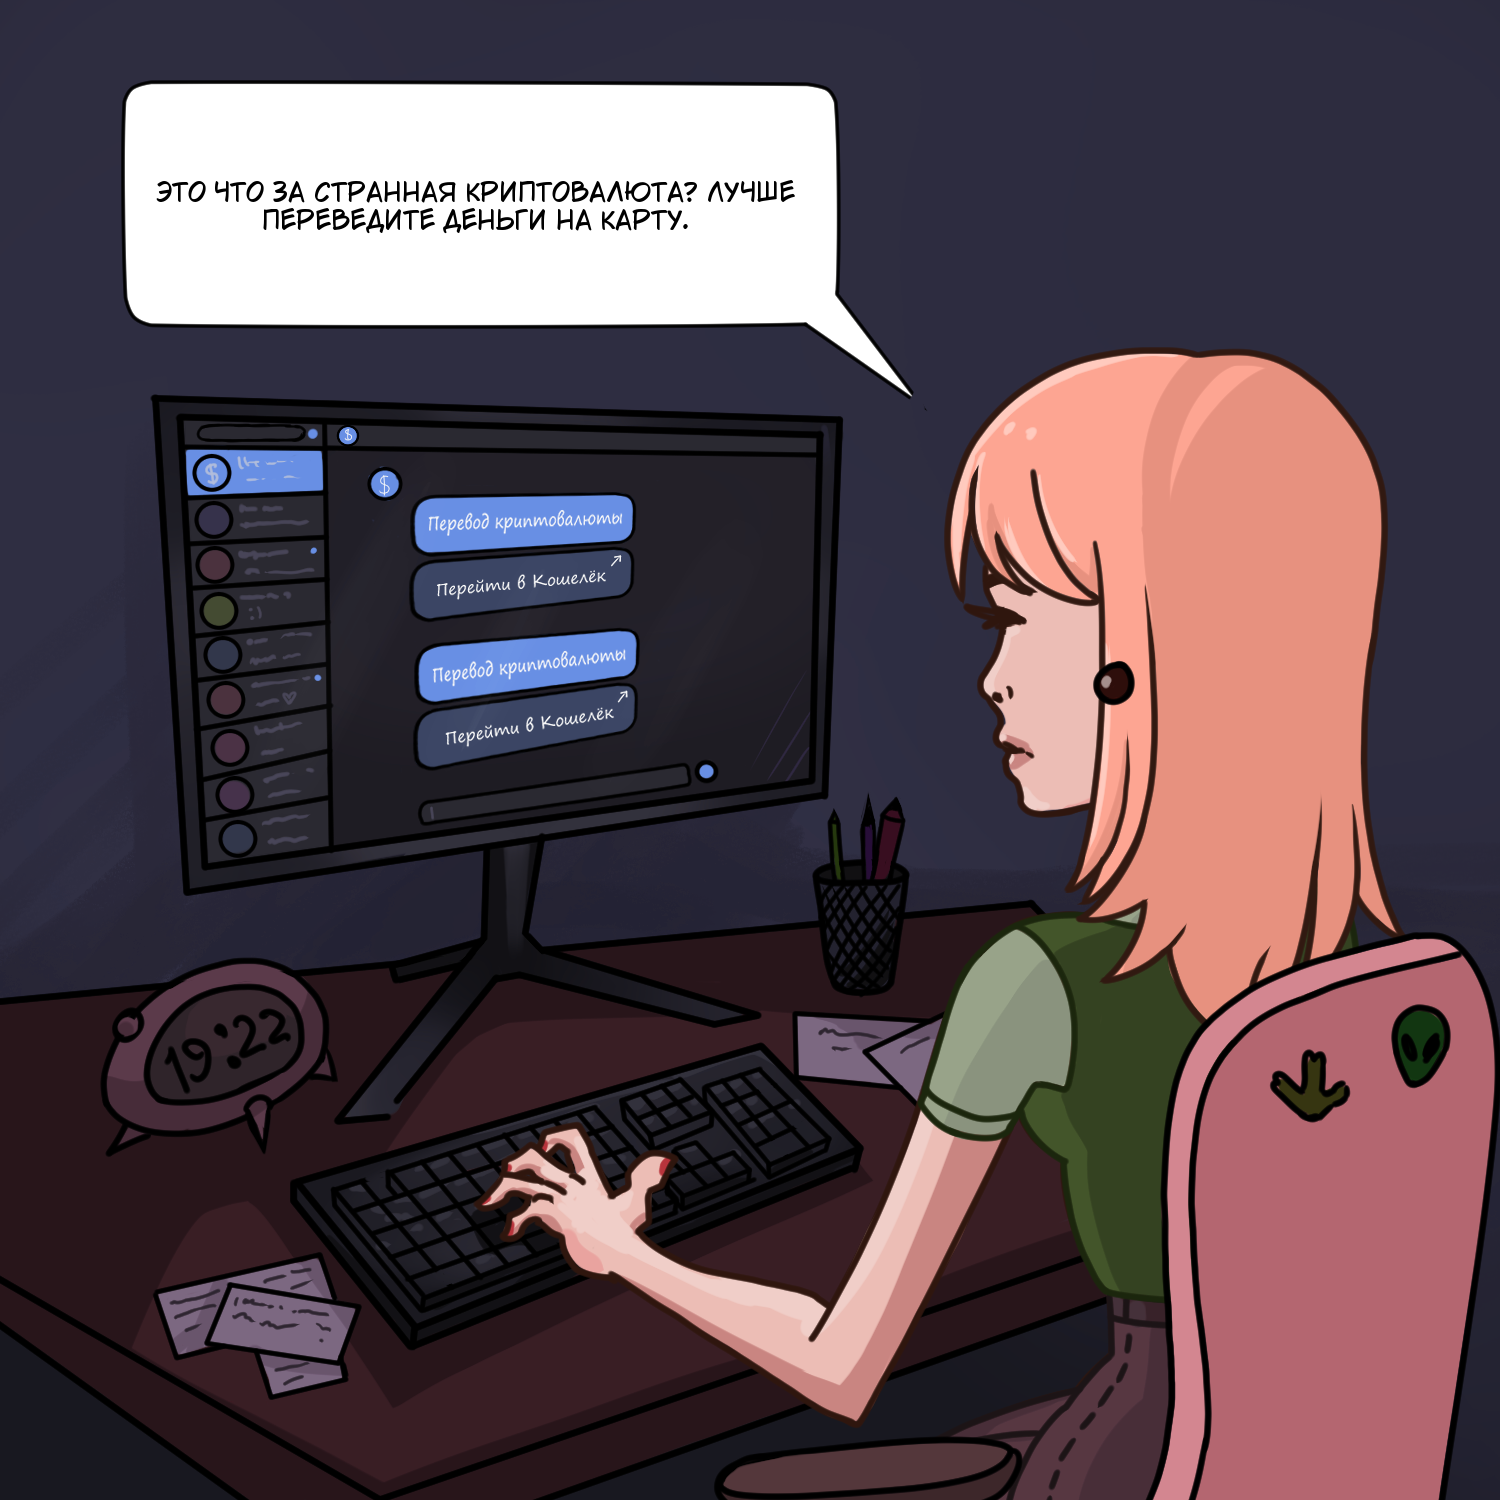 ЭТО ЧТО ЗА СТРАННАЯ КРИПТОВАЛЮТА? ЛУЧШЕ
ПЕРЕВЕДИТЕ ДЕНЬГИ НА КАРТУ.
$
$
$
Перевод криптовалюты
Перейти в Кошелёк
:)
Перевод криптовалюты
Перейти в Кошелёк
19:22